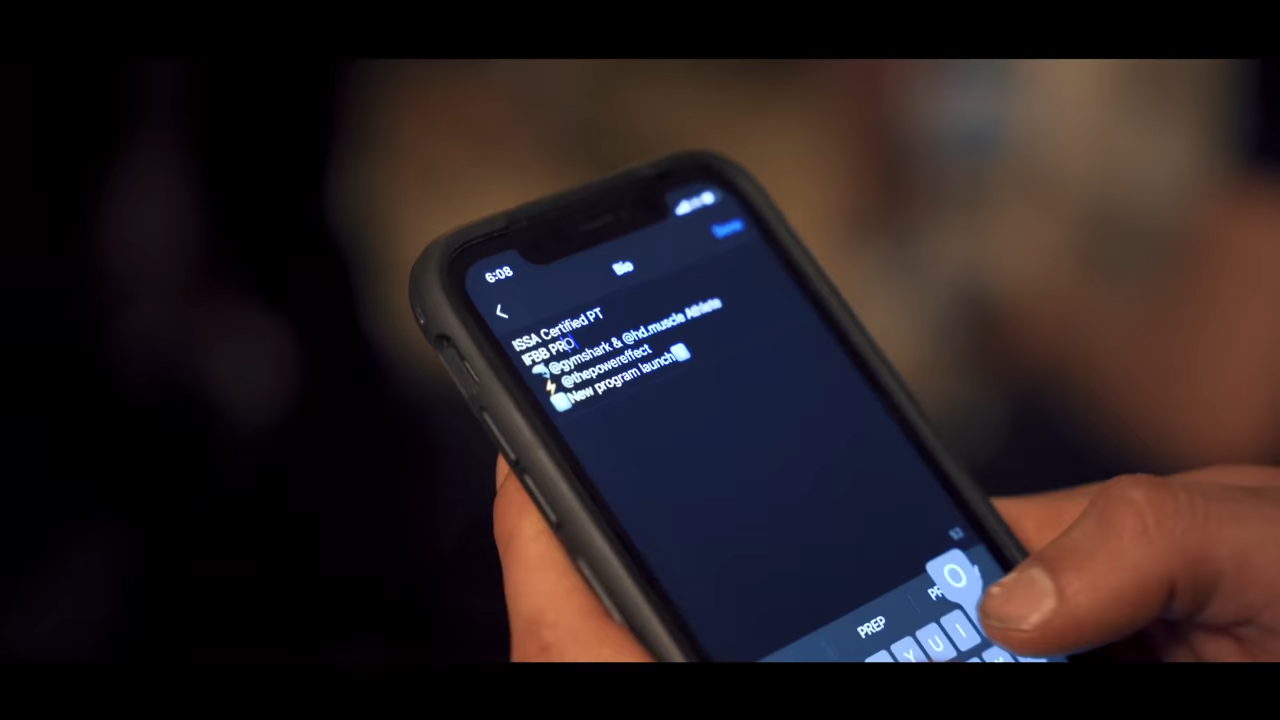 6:08
Bio
ISSA Certified PT
IFBB PRO
@gymshark & @hd.muscle Athlete
⚡ @thepowereffect
New program launch
O
PREP
Y U I